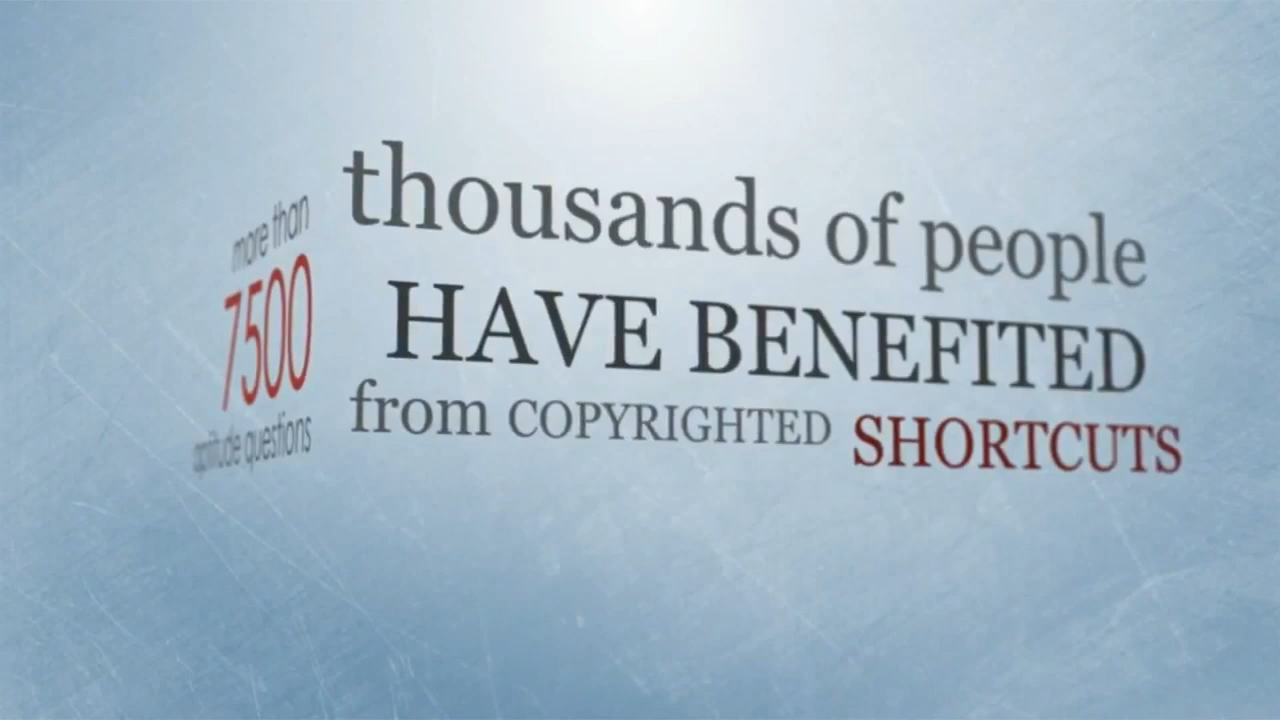 more than
7500
aptitude questions
thousands of people
HAVE BENEFITED
from COPYRIGHTED SHORTCUTS